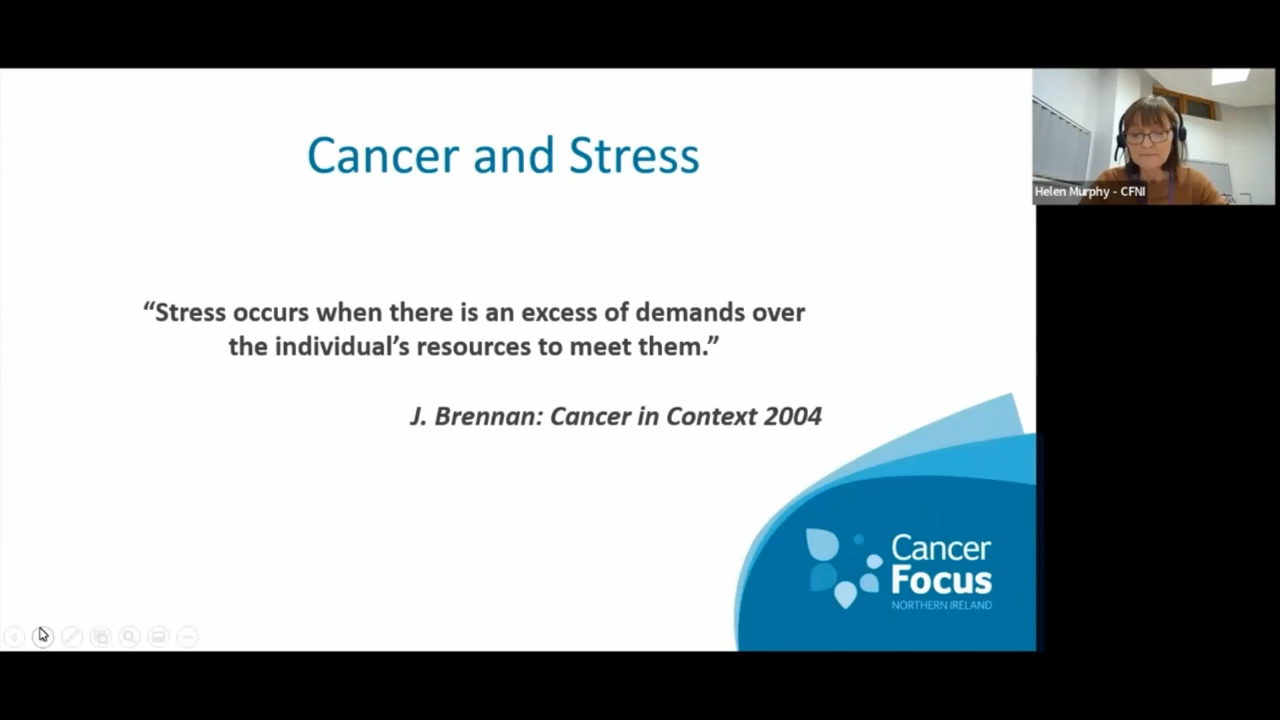 Cancer and Stress
“Stress occurs when there is an excess of demands over
the individual’s resources to meet them.”
J. Brennan: Cancer in Context 2004
Cancer
Focus
NORTHERN IRELAND
Helen Murphy - CFNI